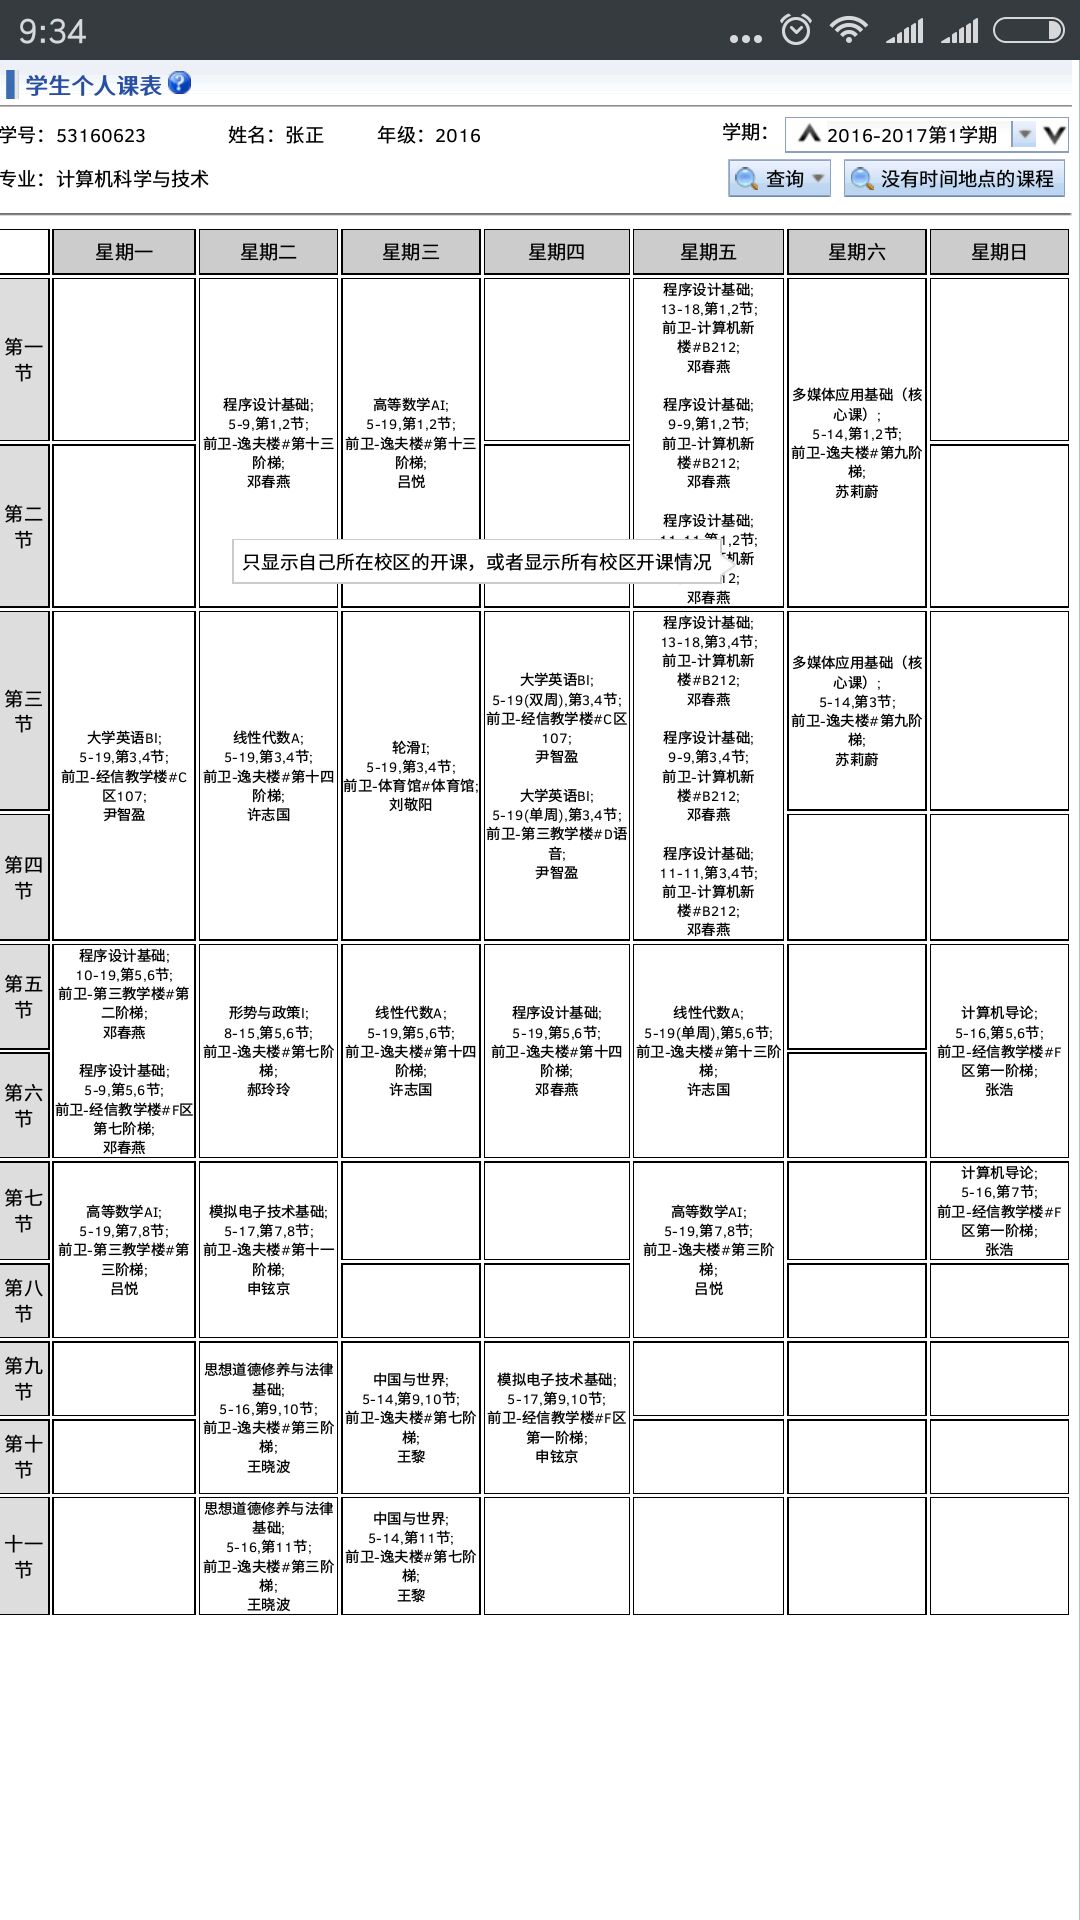 9:34
学生个人课表
学号：53160623 姓名：张正 年级：2016 学期： 2016-2017第1学期
专业：计算机科学与技术 查询 没有时间地点的课程
星期一 星期二 星期三 星期四 星期五 星期六 星期日
第一
节
程序设计基础;
5-9,第1,2节;
前卫-逸夫楼#第十三
阶梯;
邓春燕
高等数学AI;
5-19,第1,2节;
前卫-逸夫楼#第十三
阶梯;
吕悦
程序设计基础;
13-18,第1,2节;
前卫-计算机新
楼#B212;
邓春燕
程序设计基础;
9-9,第1,2节;
前卫-计算机新
楼#B212;
邓春燕
程序设计基础;
1,2节;
机新
12;
邓春燕
多媒体应用基础（核
心课）;
5-14,第1,2节;
前卫-逸夫楼#第九阶
梯;
苏莉蔚
第二
节
只显示自己所在校区的开课，或者显示所有校区开课情况
第三
节
大学英语BI;
5-19,第3,4节;
前卫-经信教学楼#C
区107;
尹智盈
线性代数A;
5-19,第3,4节;
前卫-逸夫楼#第十四
阶梯;
许志国
轮滑I;
5-19,第3,4节;
前卫-体育馆#体育馆;
刘敬阳
大学英语BI;
5-19(双周),第3,4节;
前卫-经信教学楼#C区
107;
尹智盈
大学英语BI;
5-19(单周),第3,4节;
前卫-第三教学楼#D语
音;
尹智盈
程序设计基础;
13-18,第3,4节;
前卫-计算机新
楼#B212;
邓春燕
程序设计基础;
9-9,第3,4节;
前卫-计算机新
楼#B212;
邓春燕
程序设计基础;
11-11,第3,4节;
前卫-计算机新
楼#B212;
邓春燕
多媒体应用基础（核
心课）;
5-14,第3节;
前卫-逸夫楼#第九阶
梯;
苏莉蔚
第四
节
第五
节
程序设计基础;
10-19,第5,6节;
前卫-第三教学楼#第
二阶梯;
邓春燕
程序设计基础;
5-9,第5,6节;
前卫-经信教学楼#F区
第七阶梯;
邓春燕
形势与政策I;
8-15,第5,6节;
前卫-逸夫楼#第七阶
梯;
郝玲玲
线性代数A;
5-19,第5,6节;
前卫-逸夫楼#第十四
阶梯;
许志国
程序设计基础;
5-19,第5,6节;
前卫-逸夫楼#第十四
阶梯;
邓春燕
线性代数A;
5-19(单周),第5,6节;
前卫-逸夫楼#第十三阶
梯;
许志国
计算机导论;
5-16,第5,6节;
前卫-经信教学楼#F
区第一阶梯;
张浩
第六
节
第七
节
高等数学AI;
5-19,第7,8节;
前卫-第三教学楼#第
三阶梯;
吕悦
模拟电子技术基础;
5-17,第7,8节;
前卫-逸夫楼#第十一
阶梯;
申铉京
高等数学AI;
5-19,第7,8节;
前卫-逸夫楼#第三阶
梯;
吕悦
计算机导论;
5-16,第7节;
前卫-经信教学楼#F
区第一阶梯;
张浩
第八
节
第九
节
思想道德修养与法律
基础;
5-16,第9,10节;
前卫-逸夫楼#第三阶
梯;
王晓波
中国与世界;
5-14,第9,10节;
前卫-逸夫楼#第七阶
梯;
王黎
模拟电子技术基础;
5-17,第9,10节;
前卫-经信教学楼#F区
第一阶梯;
申铉京
第十
节
十一
节
思想道德修养与法律
基础;
5-16,第11节;
前卫-逸夫楼#第三阶
梯;
王晓波
中国与世界;
5-14,第11节;
前卫-逸夫楼#第七阶
梯;
王黎